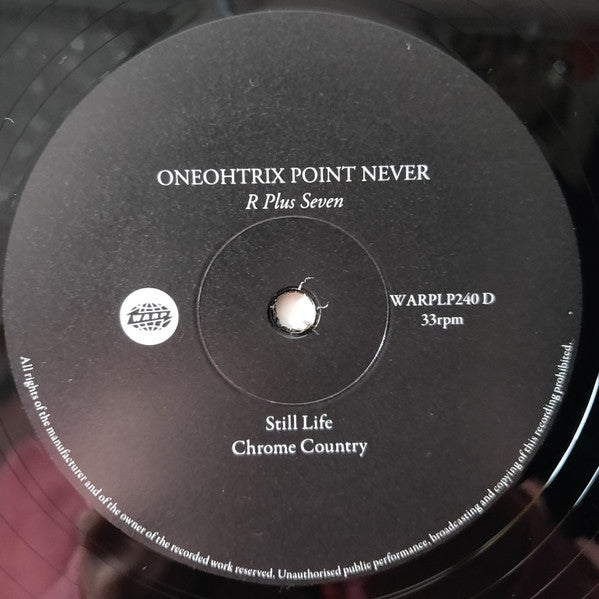 ONEOHTRIX POINT NEVER
R Plus Seven
WARP
WARPLP240 D
33rpm
Still Life
Chrome Country
All rights of the manufacturer and of the owner of the recorded work reserved. Unauthorised public performance, broadcasting and copying of this recording prohibited.